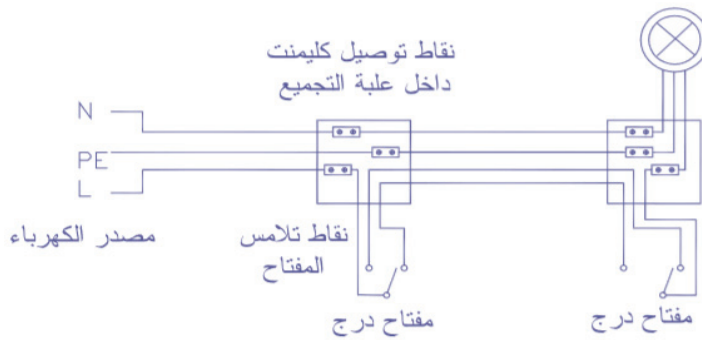 نقاط توصيل كليمنت
داخل علبة التجميع
N
PE
L
مصدر الكهرباء
نقاط تلامس
المفتاح
مفتاح درج
مفتاح درج